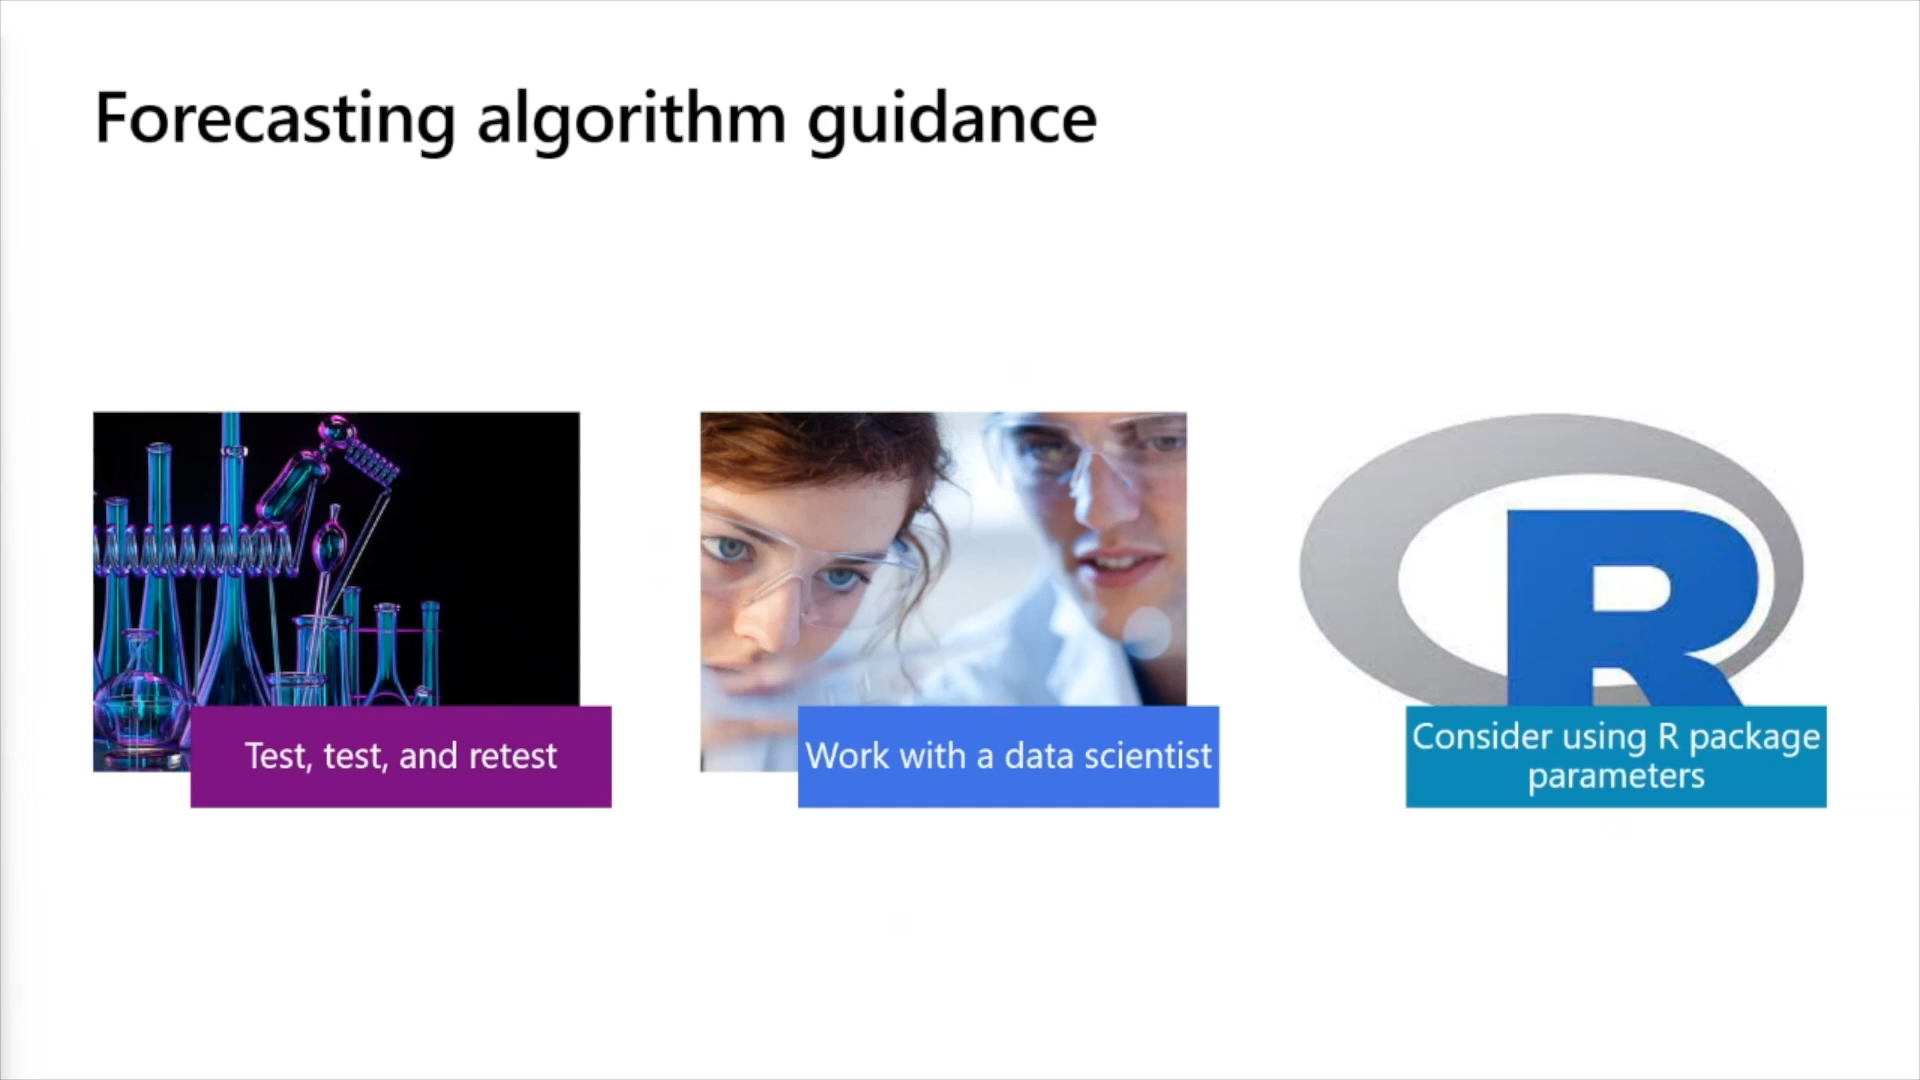 Forecasting algorithm guidance
Test, test, and retest
Work with a data scientist
R
Consider using R package
parameters